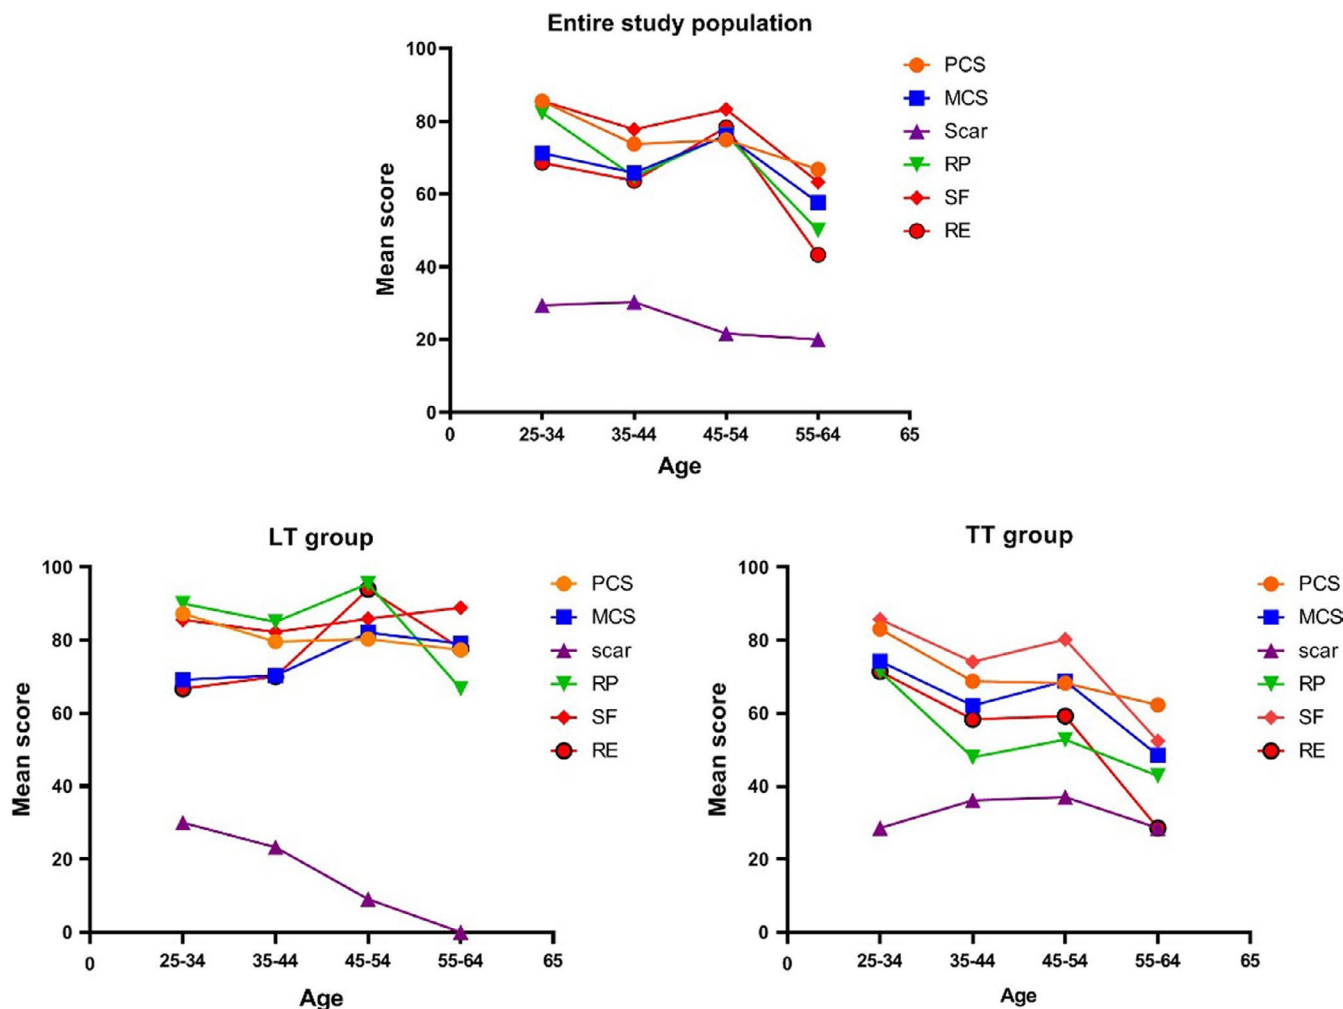 Entire study population
100
80
60
40
20
0
Mean score
0 25-34 35-44 45-54 55-64 65
Age
PCS
MCS
Scar
RP
SF
RE
LT group
100
80
60
40
20
0
Mean score
0 25-34 35-44 45-54 55-64 65
Age
PCS
MCS
scar
RP
SF
RE
TT group
100
80
60
40
20
0
Mean score
0 25-34 35-44 45-54 55-64 65
Age
PCS
MCS
scar
RP
SF
RE